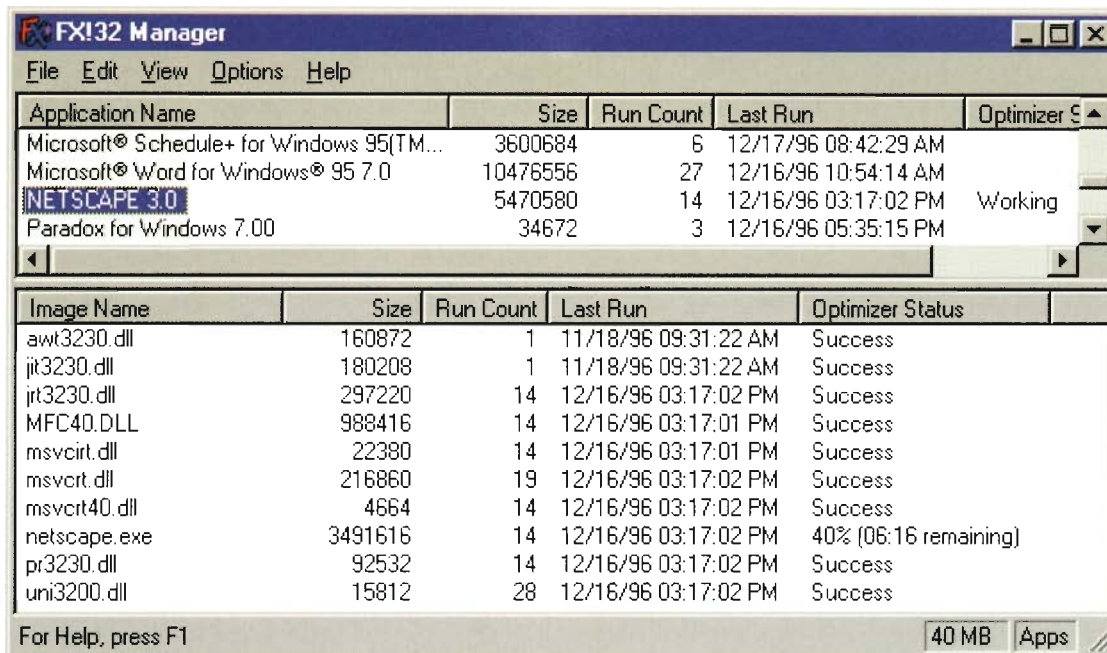 FX!32 Manager
File Edit View Options Help
Application Name Size Run Count Last Run Optimizer S
Microsoft® Schedule+ for Windows 95(TM... 3600684 6 12/17/96 08:42:29 AM
Microsoft® Word for Windows® 95 7.0 10476556 27 12/16/96 10:54:14 AM
NETSCAPE 3.0 5470580 14 12/16/96 03:17:02 PM Working
Paradox for Windows 7.00 34672 3 12/16/96 05:35:15 PM
Image Name Size Run Count Last Run Optimizer Status
awt3230.dll 160872 1 11/18/96 09:31:22 AM Success
jit3230.dll 180208 1 11/18/96 09:31:22 AM Success
jrt3230.dll 297220 14 12/16/96 03:17:02 PM Success
MFC40.DLL 988416 14 12/16/96 03:17:01 PM Success
msvcirt.dll 22380 14 12/16/96 03:17:01 PM Success
msvcrt.dll 216860 19 12/16/96 03:17:02 PM Success
msvcrt40.dll 4664 14 12/16/96 03:17:02 PM Success
netscape.exe 3491616 14 12/16/96 03:17:02 PM 40% (06:16 remaining)
pr3230.dll 92532 14 12/16/96 03:17:02 PM Success
uni3200.dll 15812 28 12/16/96 03:17:02 PM Success
For Help, press F1 40 MB Apps